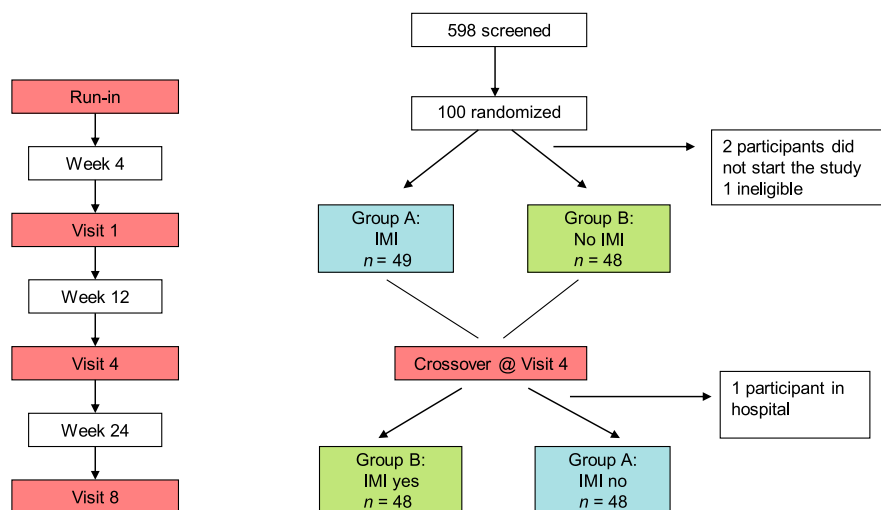 598 screened
Run-in
100 randomized
Week 4
2 participants did
not start the study
1 ineligible
Visit 1
Group A:
IMI
n = 49
Group B:
No IMI
n = 48
Week 12
Visit 4
Crossover @ Visit 4
1 participant in
hospital
Week 24
Group B:
IMI yes
n = 48
Group A:
IMI no
n = 48
Visit 8